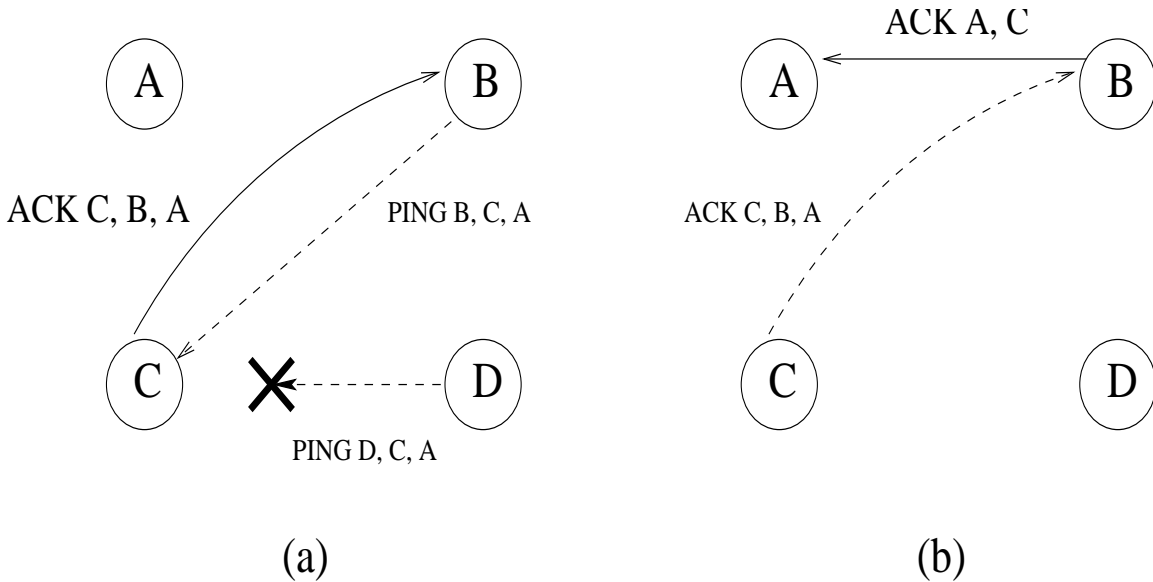 A
B
ACK C, B, A
PING B, C, A
C
D
PING D, C, A
(a)
ACK A, C
A
B
ACK C, B, A
C
D
(b)